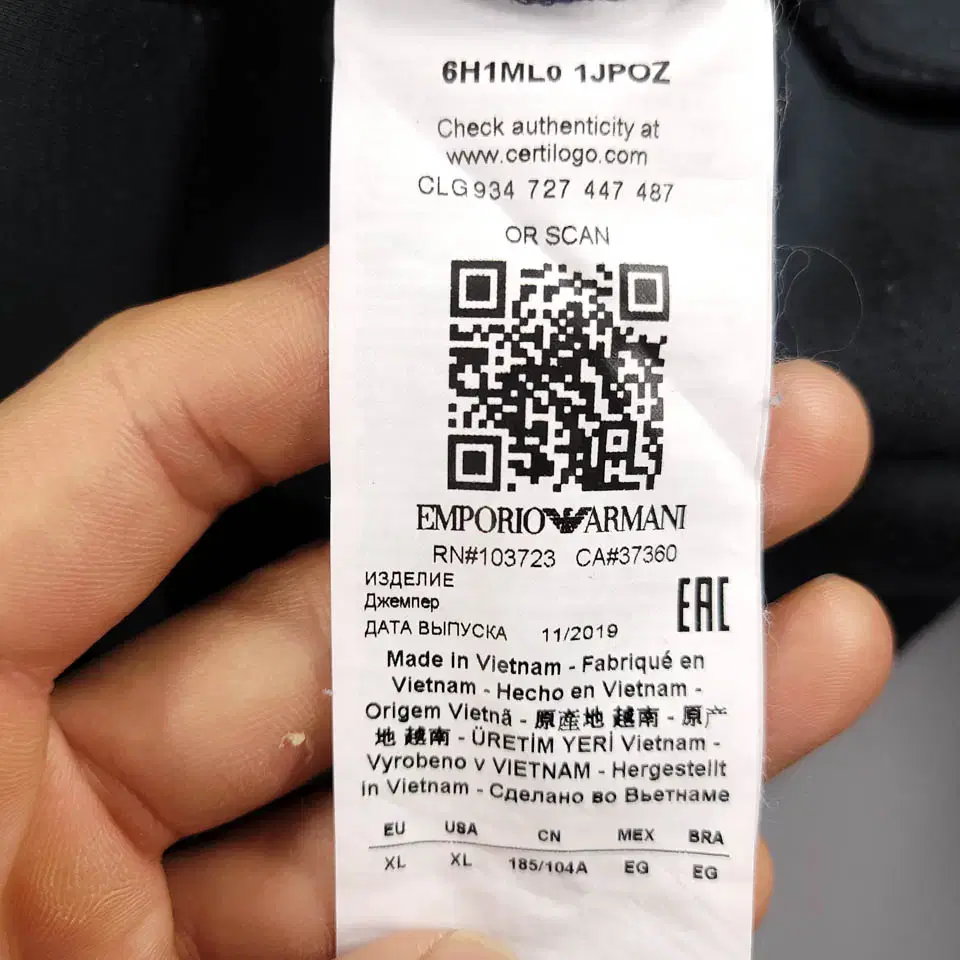 6H1ML0 1JPOZ
Check authenticity at
www.certilogo.com
CLG 934 727 447 487
OR SCAN
EMPORIO ARMANI
RN#103723 CA#37360
ИЗДЕЛИЕ
Джемпер
EAC
ДАТА ВЫПУСКА 11/2019
Made in Vietnam - Fabriqué en
Vietnam - Hecho en Vietnam -
Origem Vietnã - 原產地 越南 - 原产
地 越南 - ÜRETİM YERİ Vietnam -
Vyrobeno v VIETNAM - Hergestellt
in Vietnam - Сделано во Вьетнаме
EU USA CN MEX BRA
XL XL 185/104A EG EG